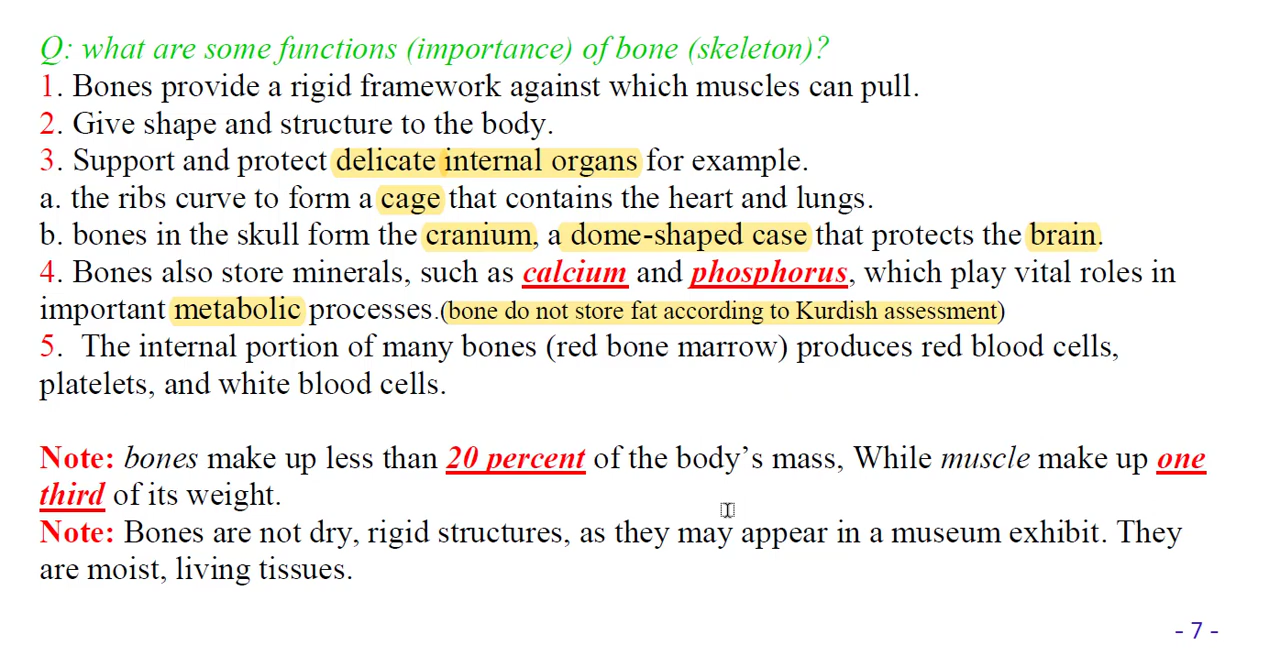 Q: what are some functions (importance) of bone (skeleton)?
1. Bones provide a rigid framework against which muscles can pull.
2. Give shape and structure to the body.
3. Support and protect delicate internal organs for example.
a. the ribs curve to form a cage that contains the heart and lungs.
b. bones in the skull form the cranium, a dome-shaped case that protects the brain.
4. Bones also store minerals, such as calcium and phosphorus, which play vital roles in
important metabolic processes.(bone do not store fat according to Kurdish assessment)
5. The internal portion of many bones (red bone marrow) produces red blood cells,
platelets, and white blood cells.
Note: bones make up less than 20 percent of the body’s mass, While muscle make up one
third of its weight.
Note: Bones are not dry, rigid structures, as they may appear in a museum exhibit. They
are moist, living tissues.
- 7 -